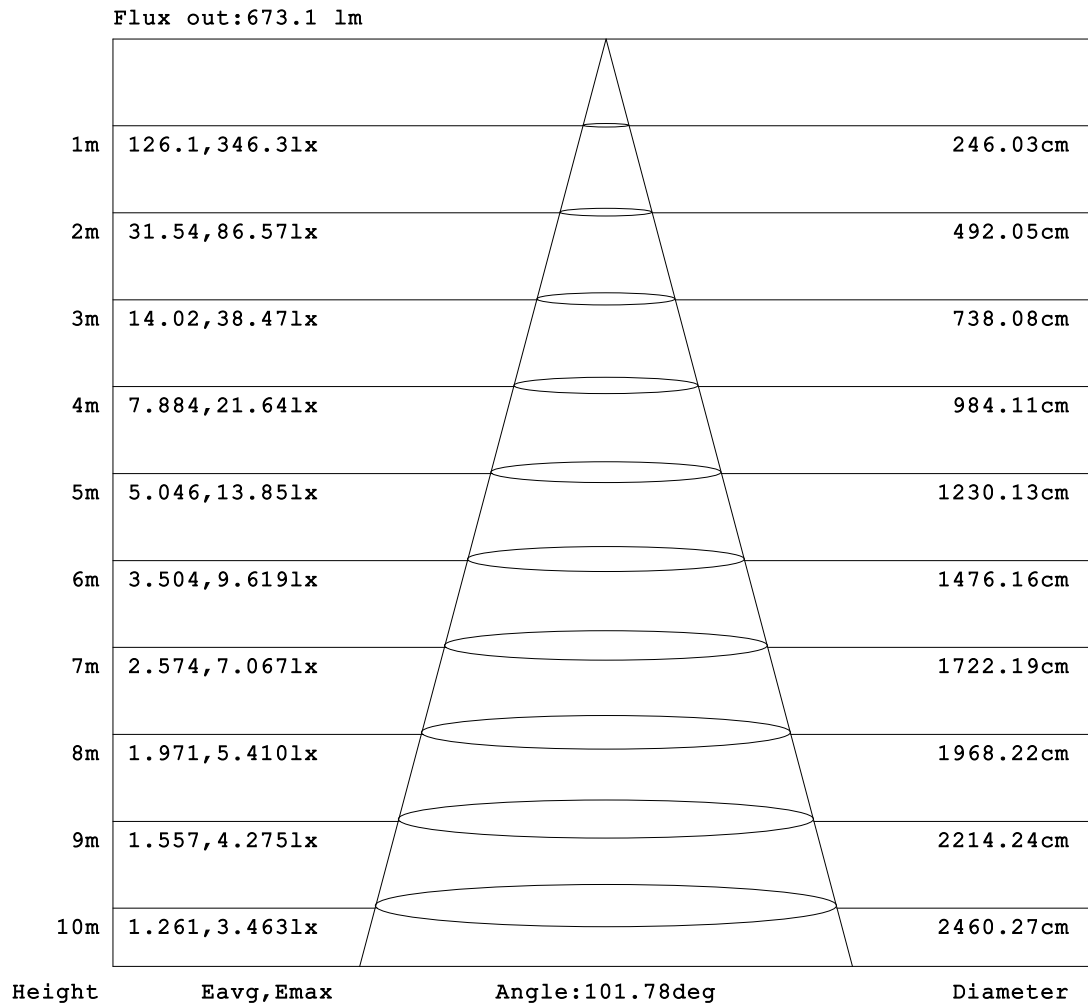 Flux out:673.1 lm
1m 126.1,346.3lx 246.03cm
2m 31.54,86.57lx 492.05cm
3m 14.02,38.47lx 738.08cm
4m 7.884,21.64lx 984.11cm
5m 5.046,13.85lx 1230.13cm
6m 3.504,9.619lx 1476.16cm
7m 2.574,7.067lx 1722.19cm
8m 1.971,5.410lx 1968.22cm
9m 1.557,4.275lx 2214.24cm
10m 1.261,3.463lx 2460.27cm
Height Eavg,Emax Angle:101.78deg Diameter